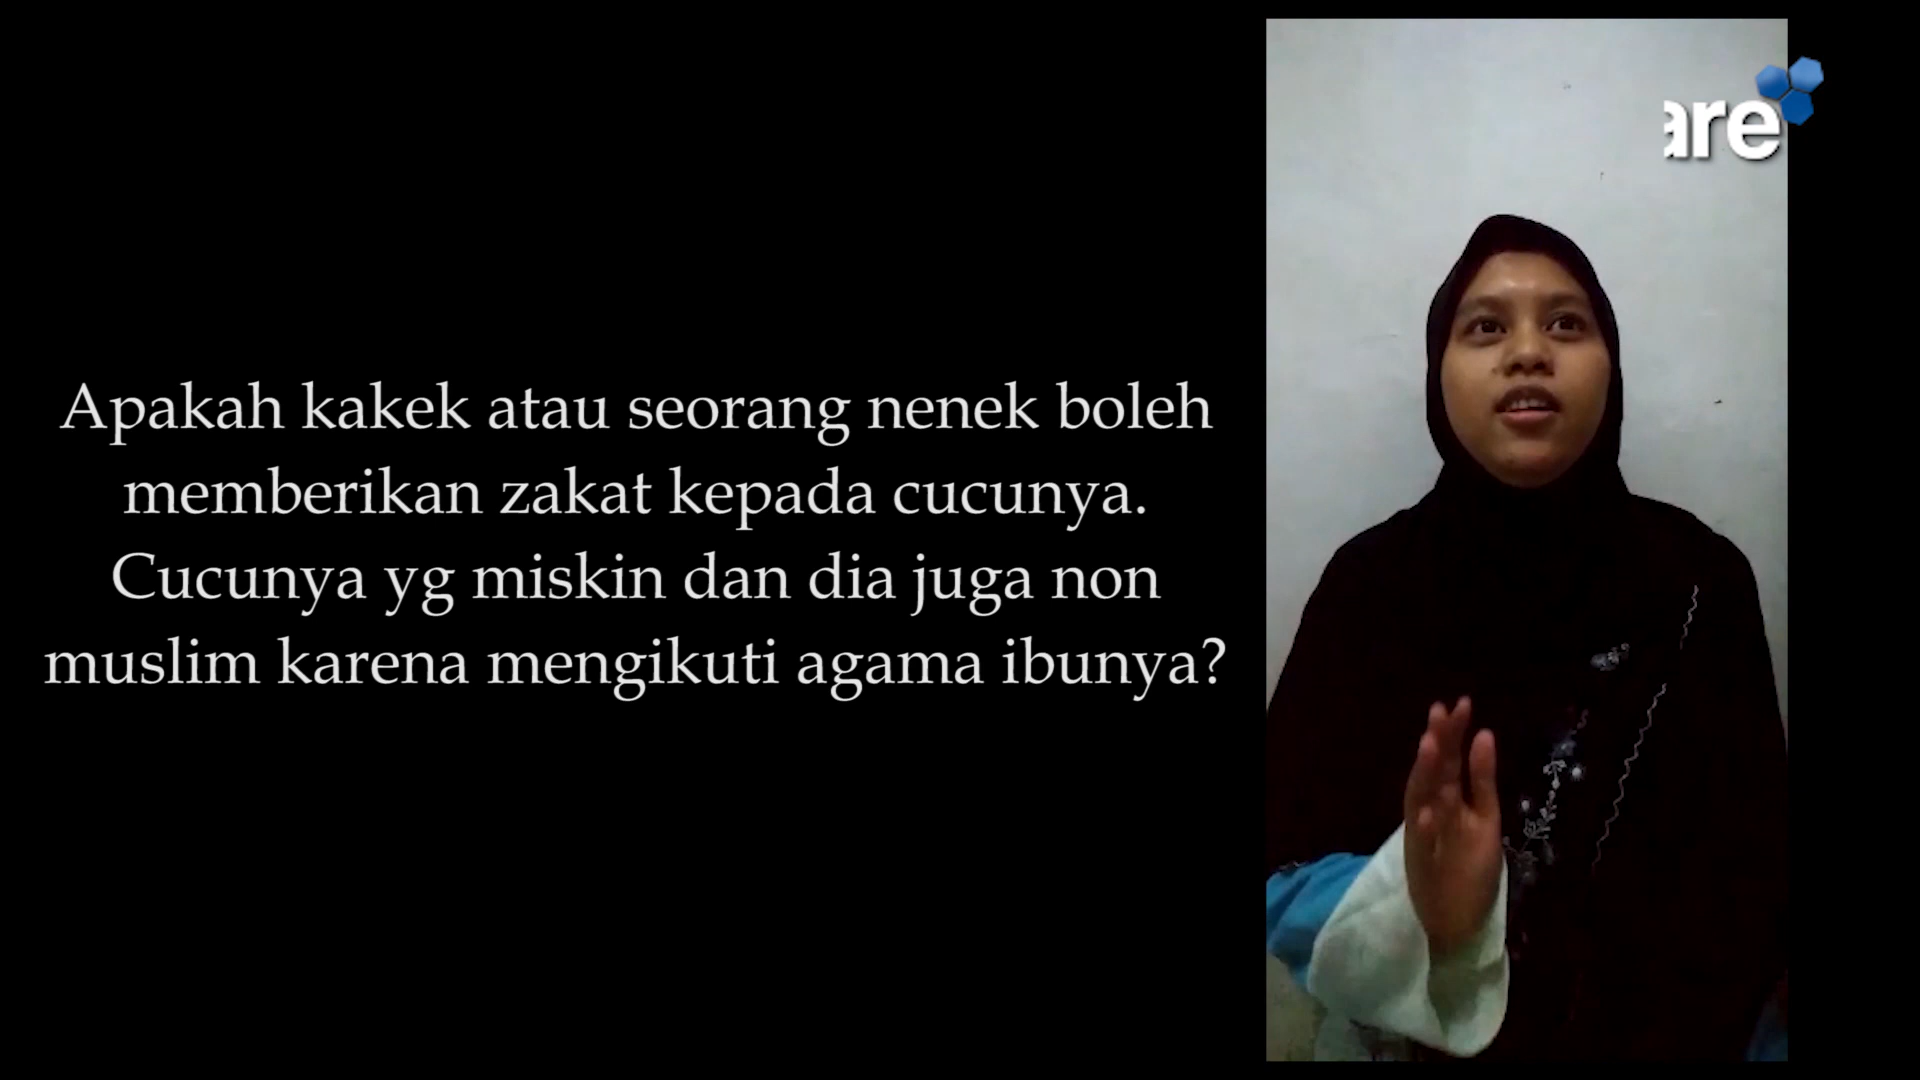 Apakah kakek atau seorang nenek boleh
memberikan zakat kepada cucunya.
Cucunya yg miskin dan dia juga non
muslim karena mengikuti agama ibunya?
are